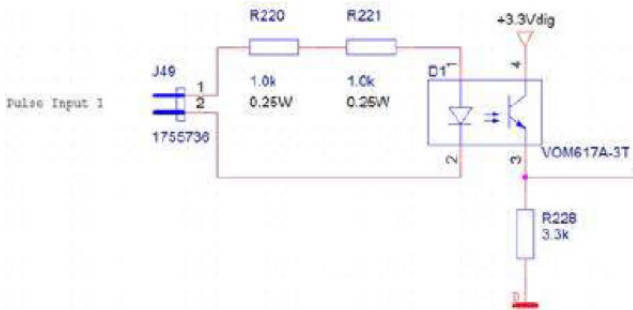 R220
R221
+3.3Vdig
J49
1
2
1.0k
0.25W
1.0k
0.25W
D1
1
4
Pulse Input 1
1755736
2
3
VOM617A-3T
R228
3.3k
D